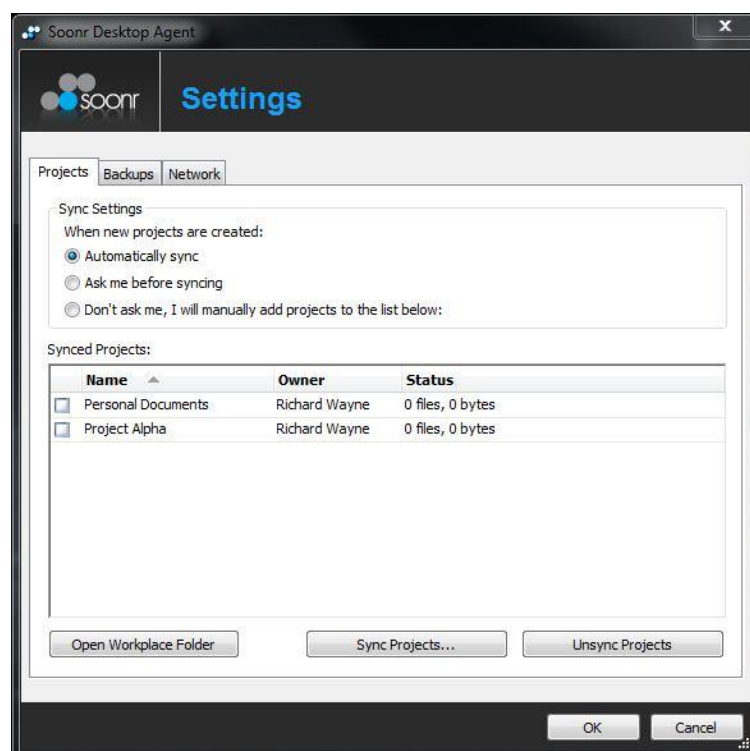 Soonr Desktop Agent
x
soonr
Settings
Projects Backups Network
Sync Settings
When new projects are created:
Automatically sync
Ask me before syncing
Don't ask me, I will manually add projects to the list below:
Synced Projects:
Name Owner Status
Personal Documents Richard Wayne 0 files, 0 bytes
Project Alpha Richard Wayne 0 files, 0 bytes
Open Workplace Folder Sync Projects... Unsync Projects
OK Cancel